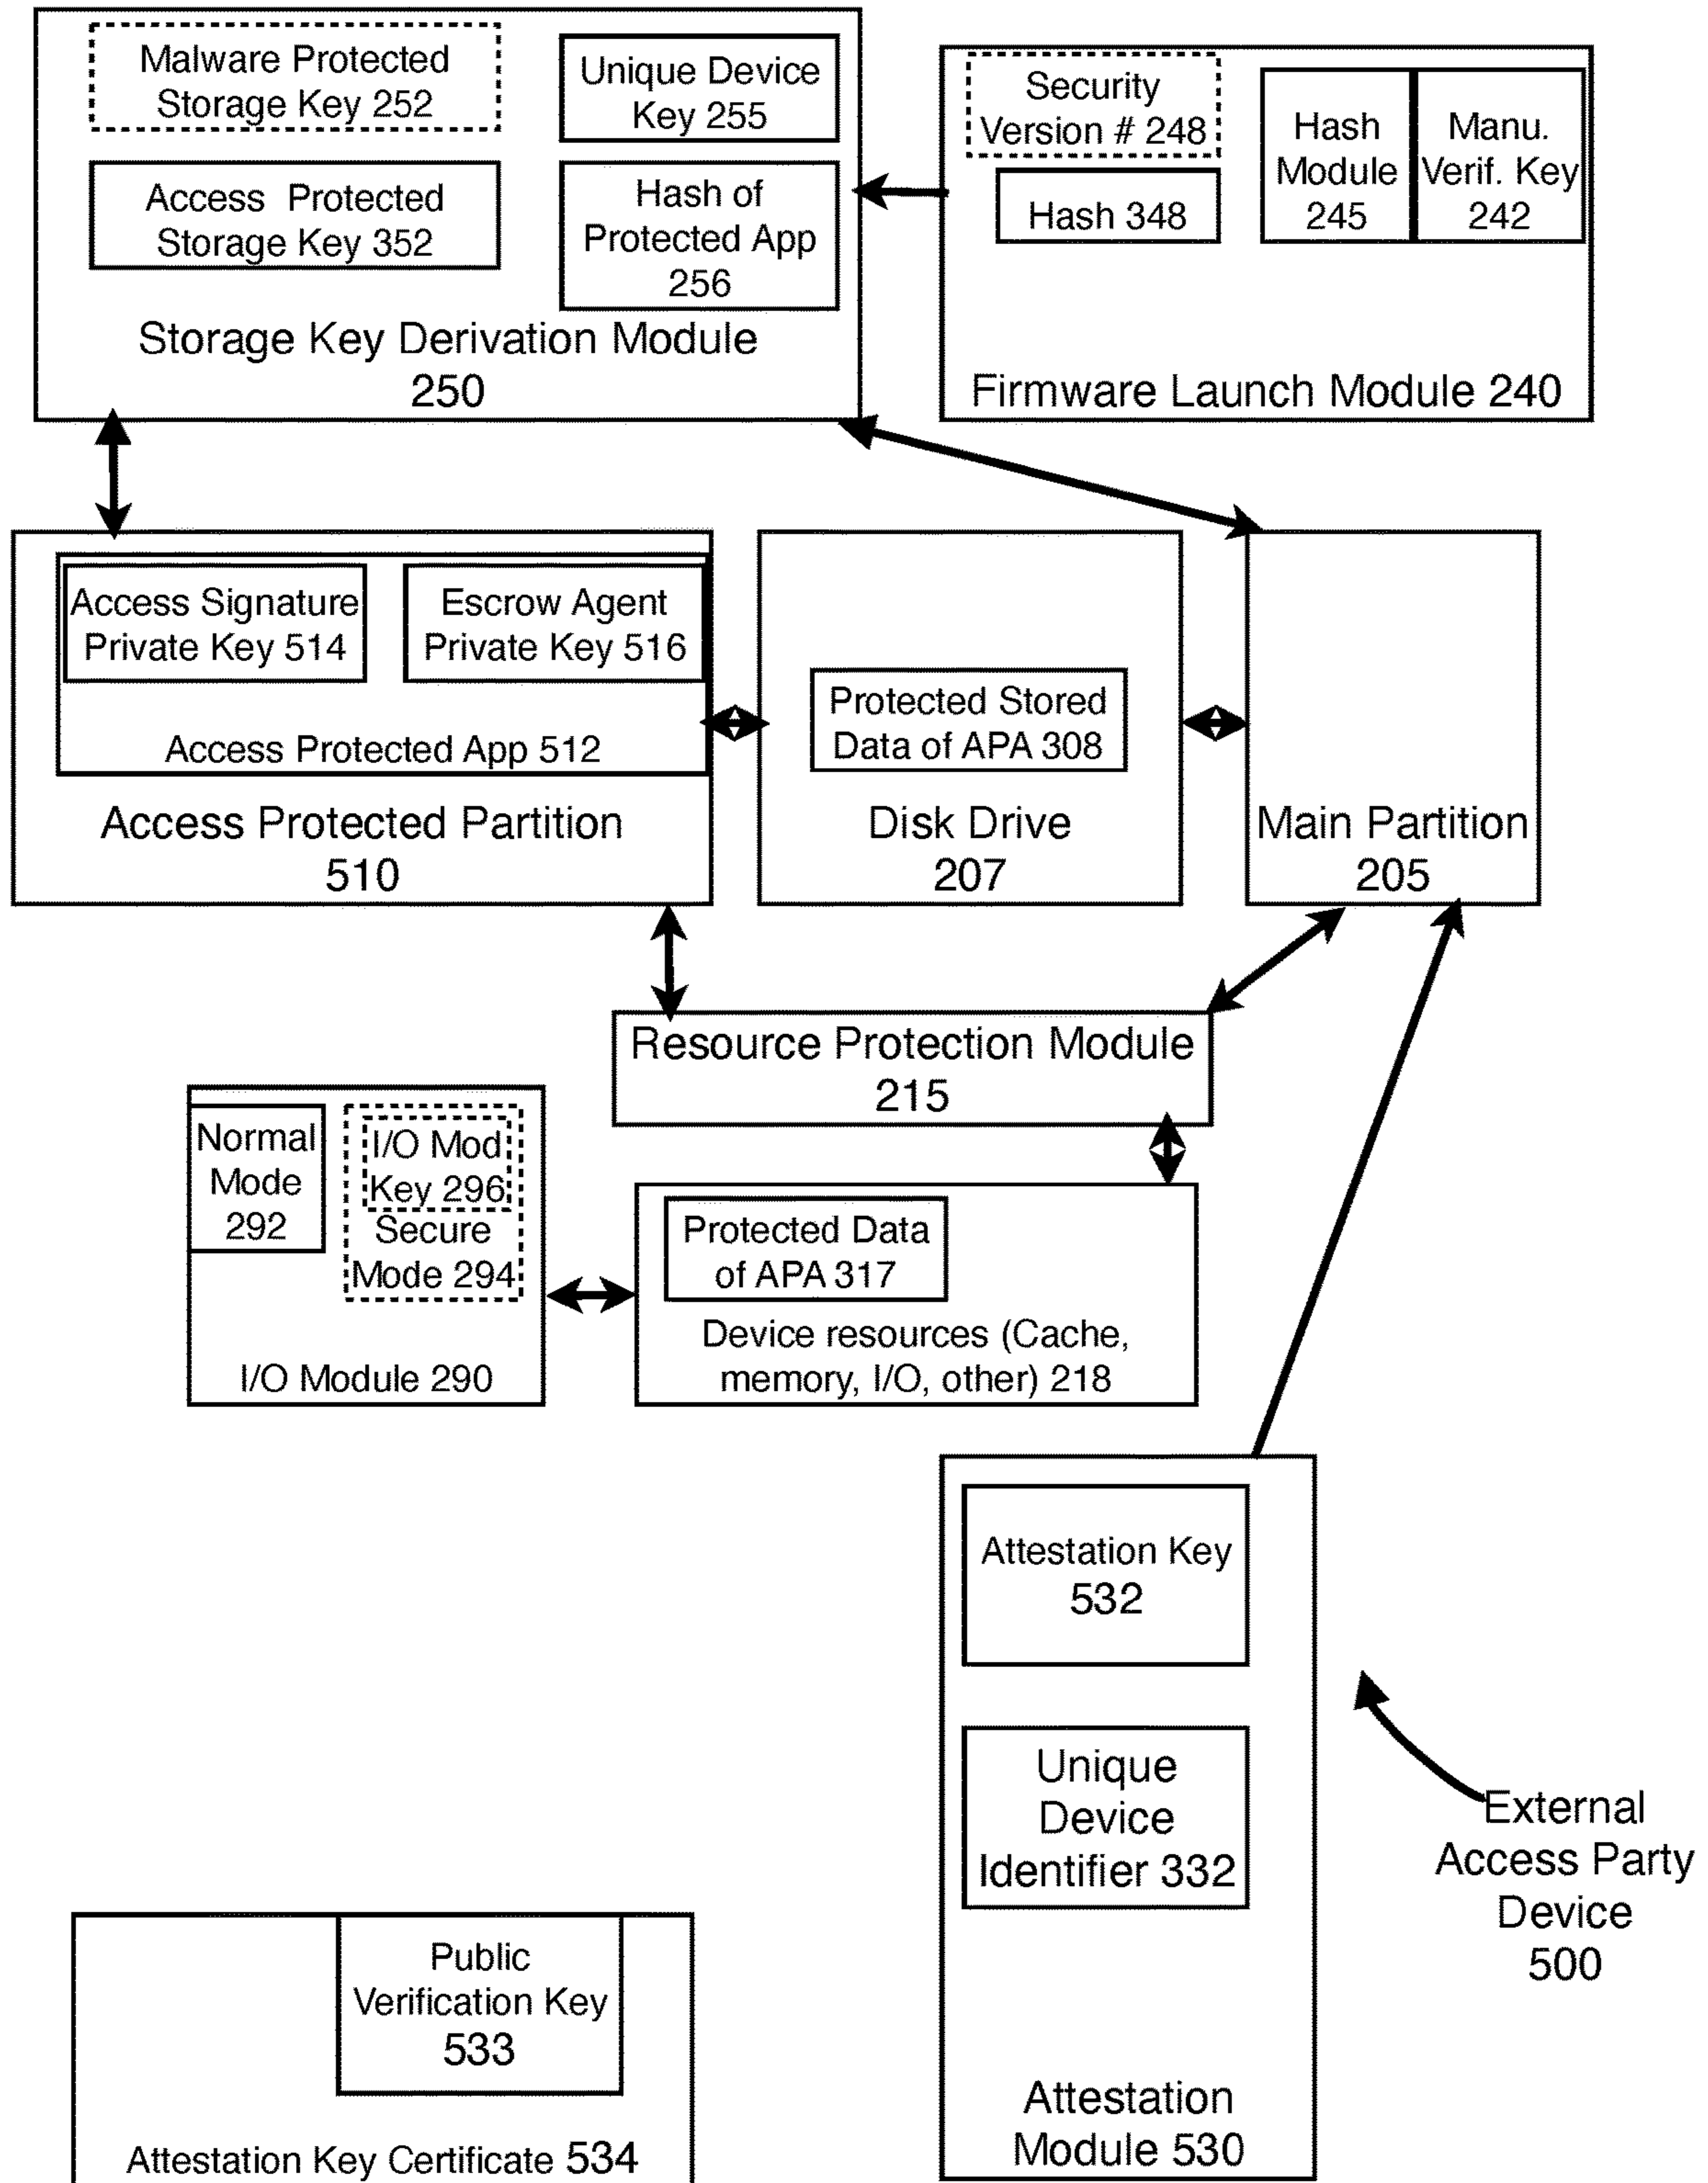 Malware Protected
Storage Key 252
Unique Device
Key 255
Access Protected
Storage Key 352
Hash of
Protected App
256
Storage Key Derivation Module
250
Security
Version # 248
Hash 348
Hash
Module
245
Manu.
Verif. Key
242
Firmware Launch Module 240
Access Signature
Private Key 514
Escrow Agent
Private Key 516
Access Protected App 512
Access Protected Partition
510
Protected Stored
Data of APA 308
Disk Drive
207
Main Partition
205
Resource Protection Module
215
Normal
Mode
292
I/O Mod
Key 296
Secure
Mode 294
I/O Module 290
Protected Data
of APA 317
Device resources (Cache,
memory, I/O, other) 218
Attestation Key
532
Unique
Device
Identifier 332
Attestation
Module 530
External
Access Party
Device
500
Public
Verification Key
533
Attestation Key Certificate 534